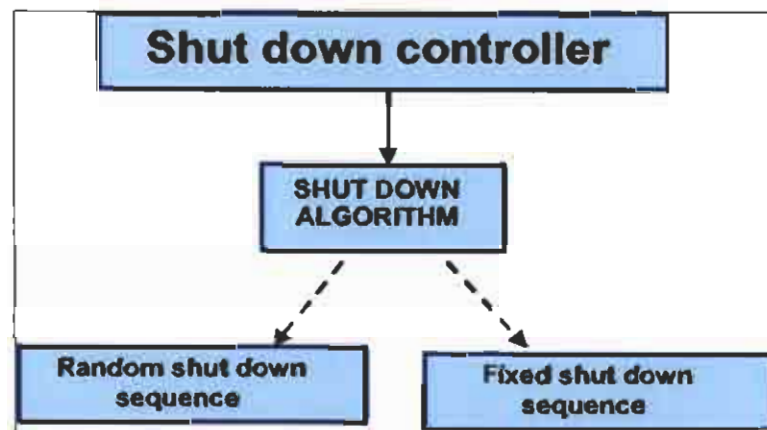 Shut down controller
SHUT DOWN
ALGORITHM
Random shut down
sequence
Fixed shut down
sequence